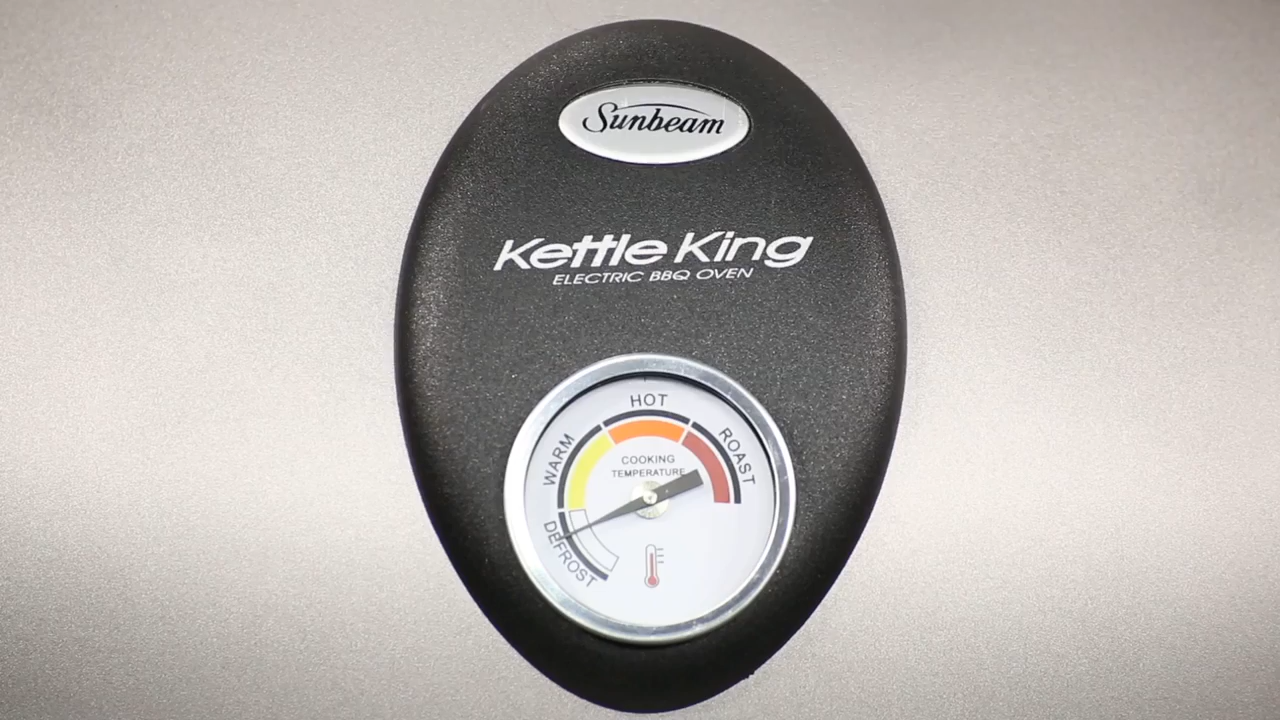 Sunbeam
Kettle King
ELECTRIC BBQ OVEN
HOT
WARM
ROAST
COOKING
TEMPERATURE
DEFROST